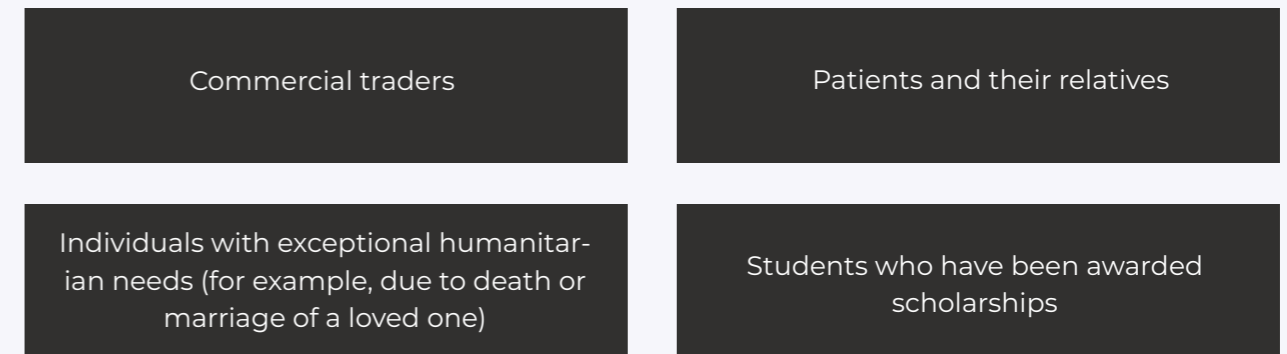 Commercial traders
Patients and their relatives
Individuals with exceptional humanitar-
ian needs (for example, due to death or
marriage of a loved one)
Students who have been awarded
scholarships